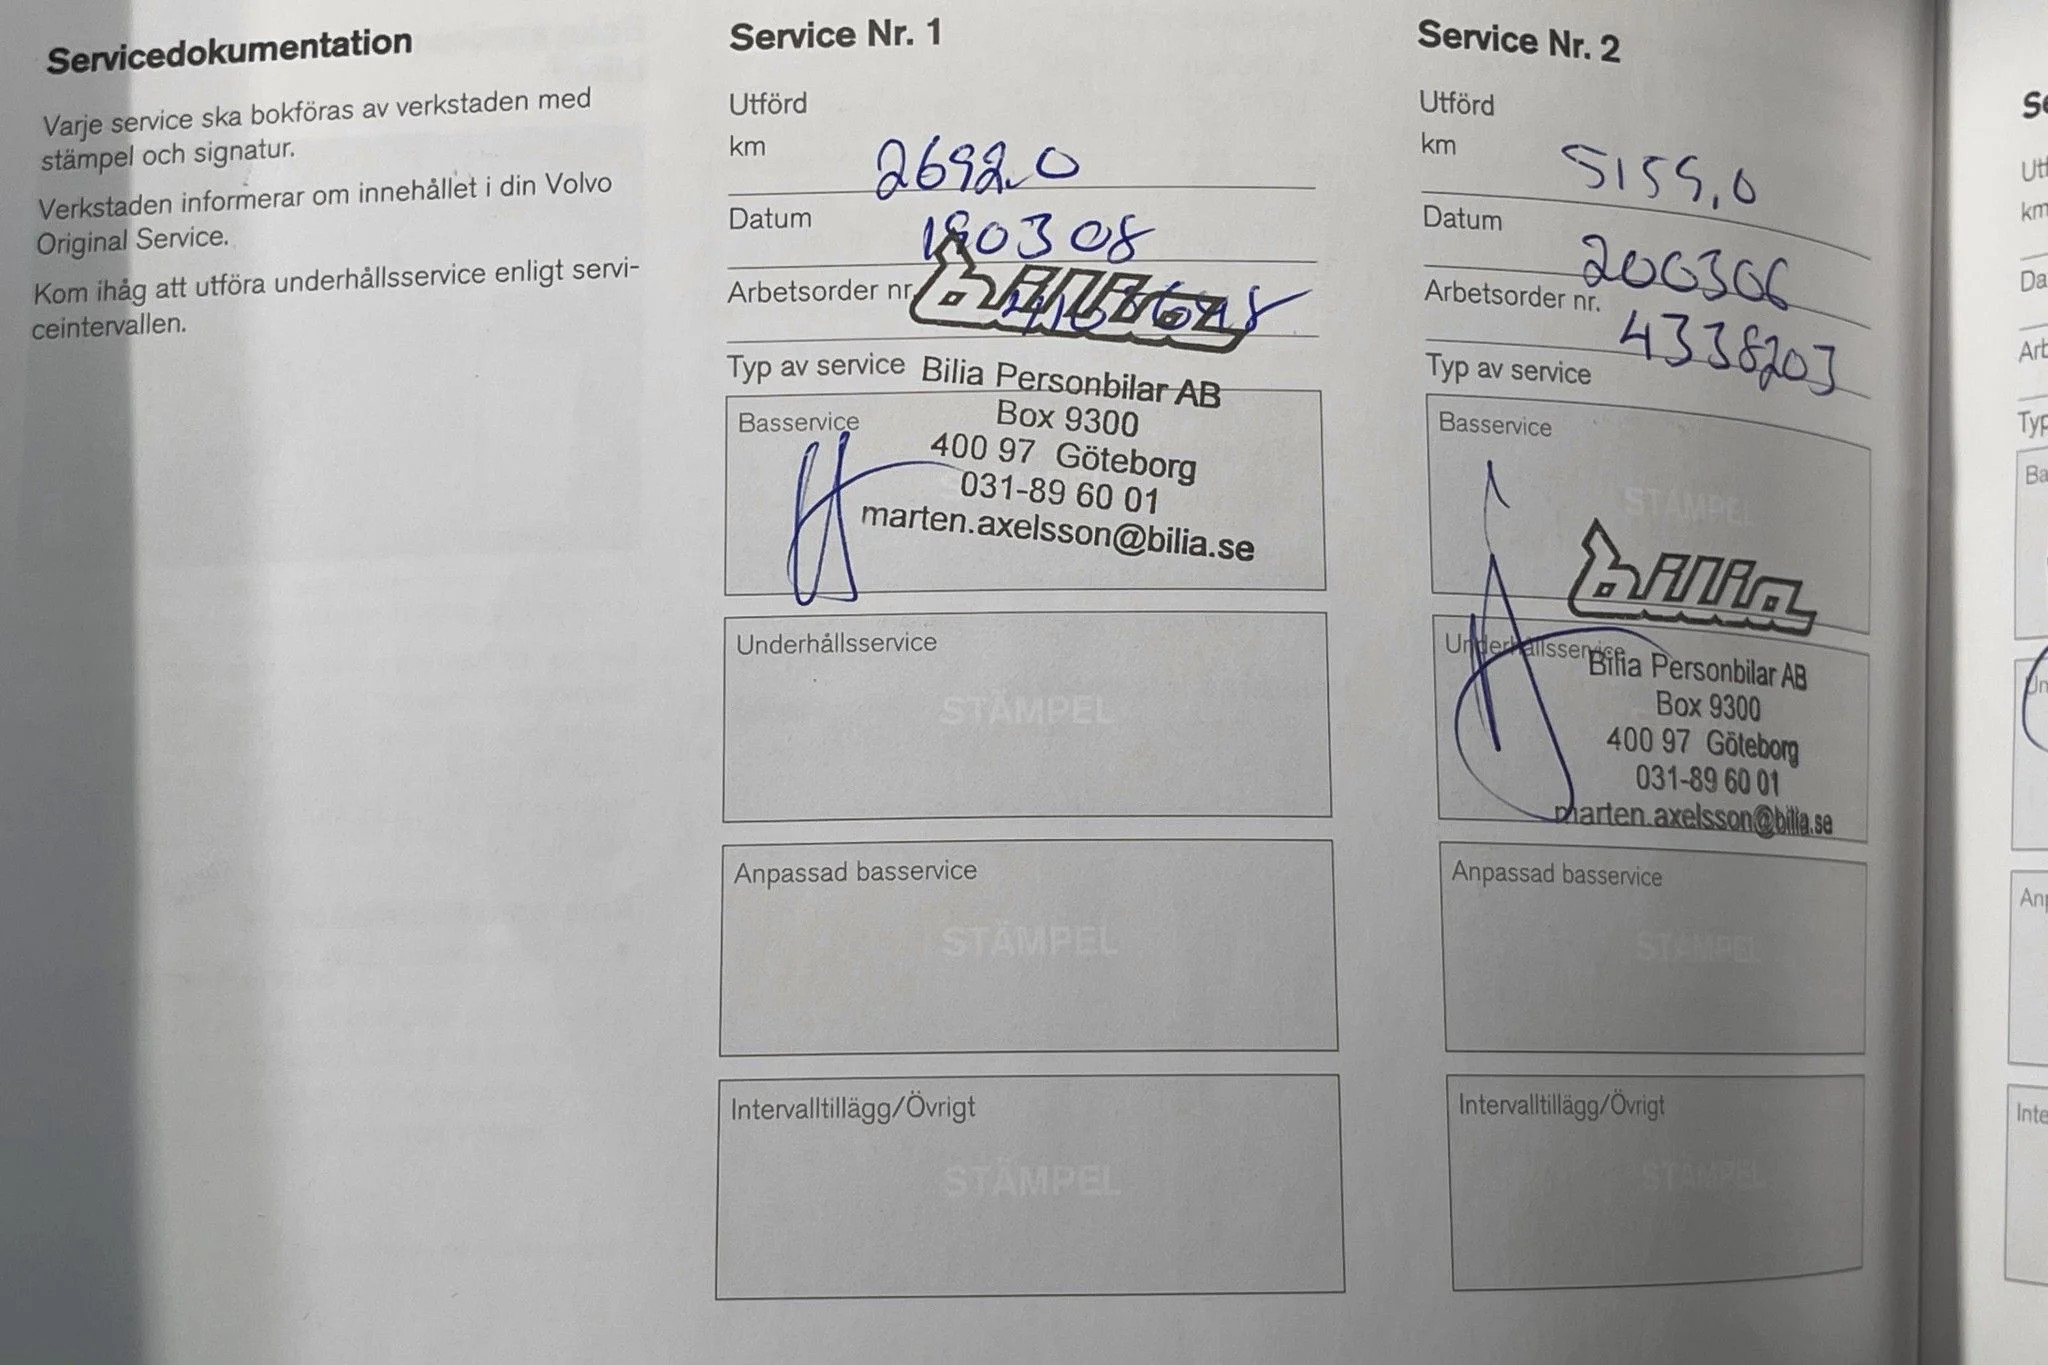 Servicedokumentation
Varje service ska bokföras av verkstaden med
stämpel och signatur.
Verkstaden informerar om innehållet i din Volvo
Original Service.
Kom ihåg att utföra underhållsservice enligt servi-
ceintervallen.
Service Nr. 1
Utförd
km 2692.0
Datum 190308
Arbetsorder nr
bilia
Typ av service
Bilia Personbilar AB
Basservice
Box 9300
400 97 Göteborg
031-89 60 01
marten.axelsson@bilia.se
Underhållsservice
STÄMPEL
Anpassad basservice
STÄMPEL
Intervalltillägg/Övrigt
STÄMPEL
Service Nr. 2
Utförd
km
Datum 200306
Arbetsorder nr. 4338203
Typ av service
Basservice
STÄMPEL
bilia
Underhållsservice
Bilia Personbilar AB
Box 9300
400 97 Göteborg
031-89 60 01
marten.axelsson@bilia.se
Anpassad basservice
STÄMPEL
Intervalltillägg/Övrigt
STÄMPEL